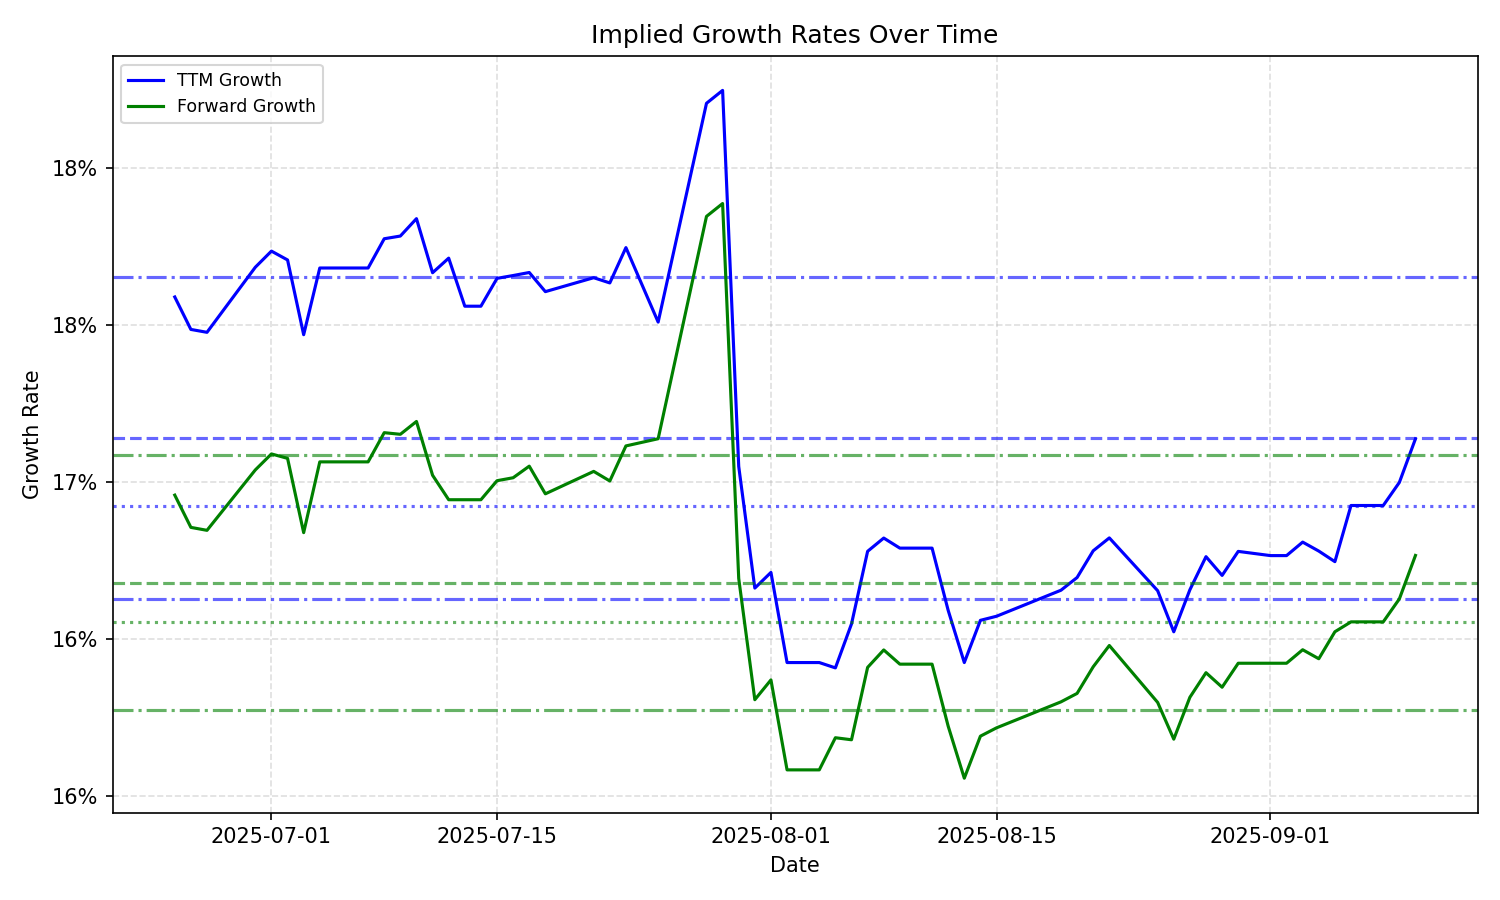 Implied Growth Rates Over Time
TTM Growth
Forward Growth
Growth Rate
18%
18%
17%
16%
16%
2025-07-01
2025-07-15
2025-08-01
2025-08-15
2025-09-01
Date